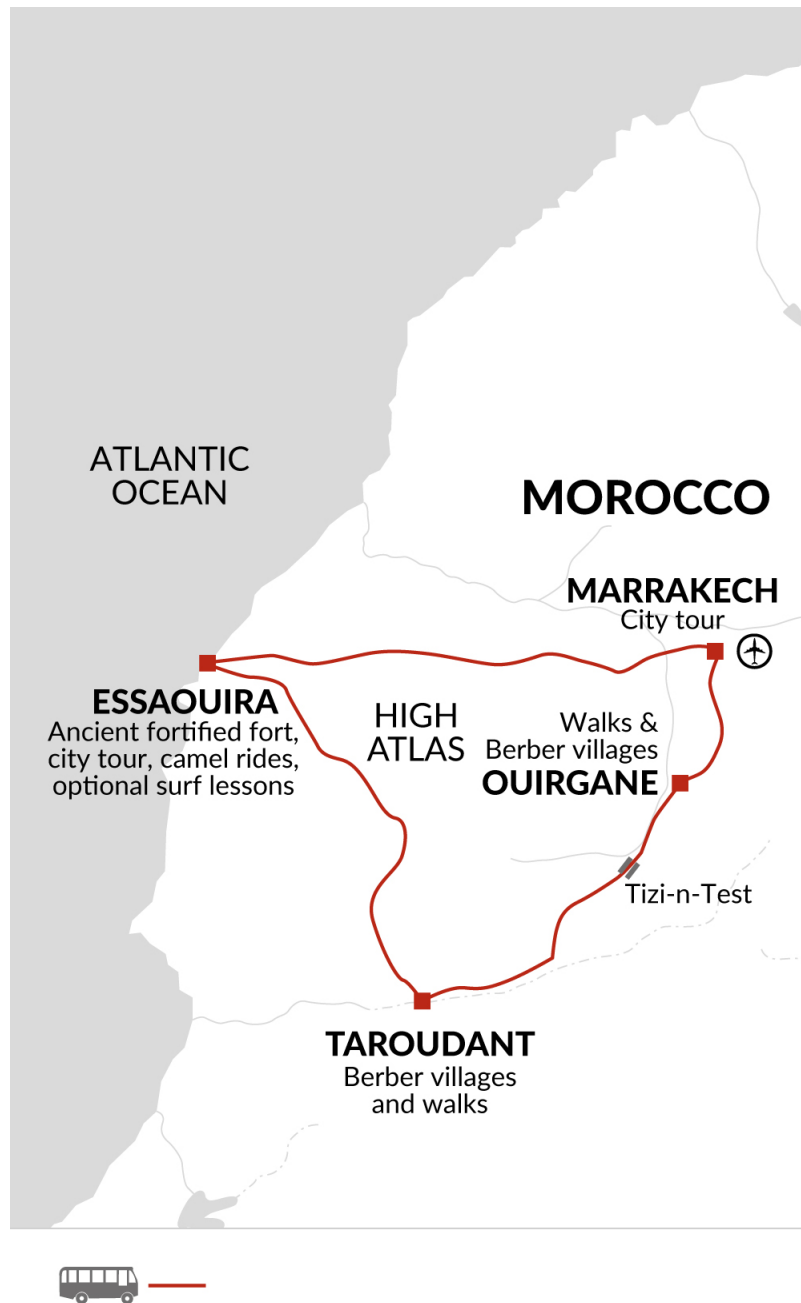 ATLANTIC
OCEAN
MOROCCO
MARRAKECH
City tour
ESSAOUIRA
Ancient fortified fort,
city tour, camel rides,
optional surf lessons
HIGH
ATLAS
Walks &
Berber villages
OUIRGANE
Tizi-n-Test
TAROUDANT
Berber villages
and walks